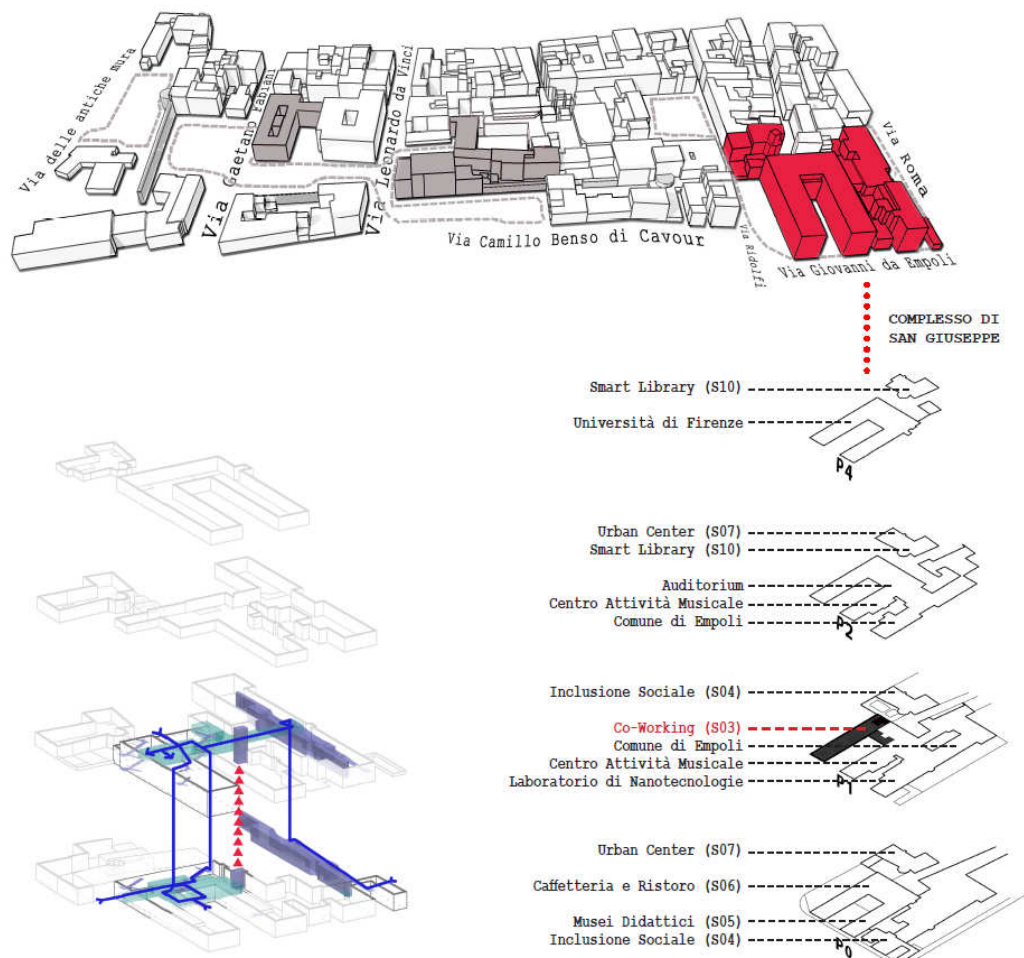 Via delle antiche mura
Via Gaetano Fabiani
Via Leonardo da Vinci
Via Camillo Benso di Cavour
Via Ridolfi
Via Giovanni da Empoli
Via Roma
COMPLESSO DI
SAN GIUSEPPE
Smart Library (S10)
Università di Firenze
P4
Urban Center (S07)
Smart Library (S10)
Auditorium
Centro Attività Musicale
Comune di Empoli
P2
Inclusione Sociale (S04)
Co-Working (S03)
Comune di Empoli
Centro Attività Musicale
Laboratorio di Nanotecnologie
P1
Urban Center (S07)
Caffetteria e Ristoro (S06)
Musei Didattici (S05)
Inclusione Sociale (S04)
P0